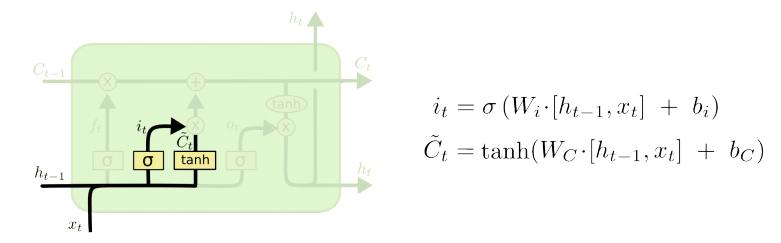 h_t
C_{t-1}
C_t
×
+
tanh
f_t
i_t
o_t
×
×
C̃_t
σ
σ
tanh
σ
h_{t-1}
h_t
x_t
i_t = σ (W_i·[h_{t-1}, x_t] + b_i)
C̃_t = tanh(W_C·[h_{t-1}, x_t] + b_C)